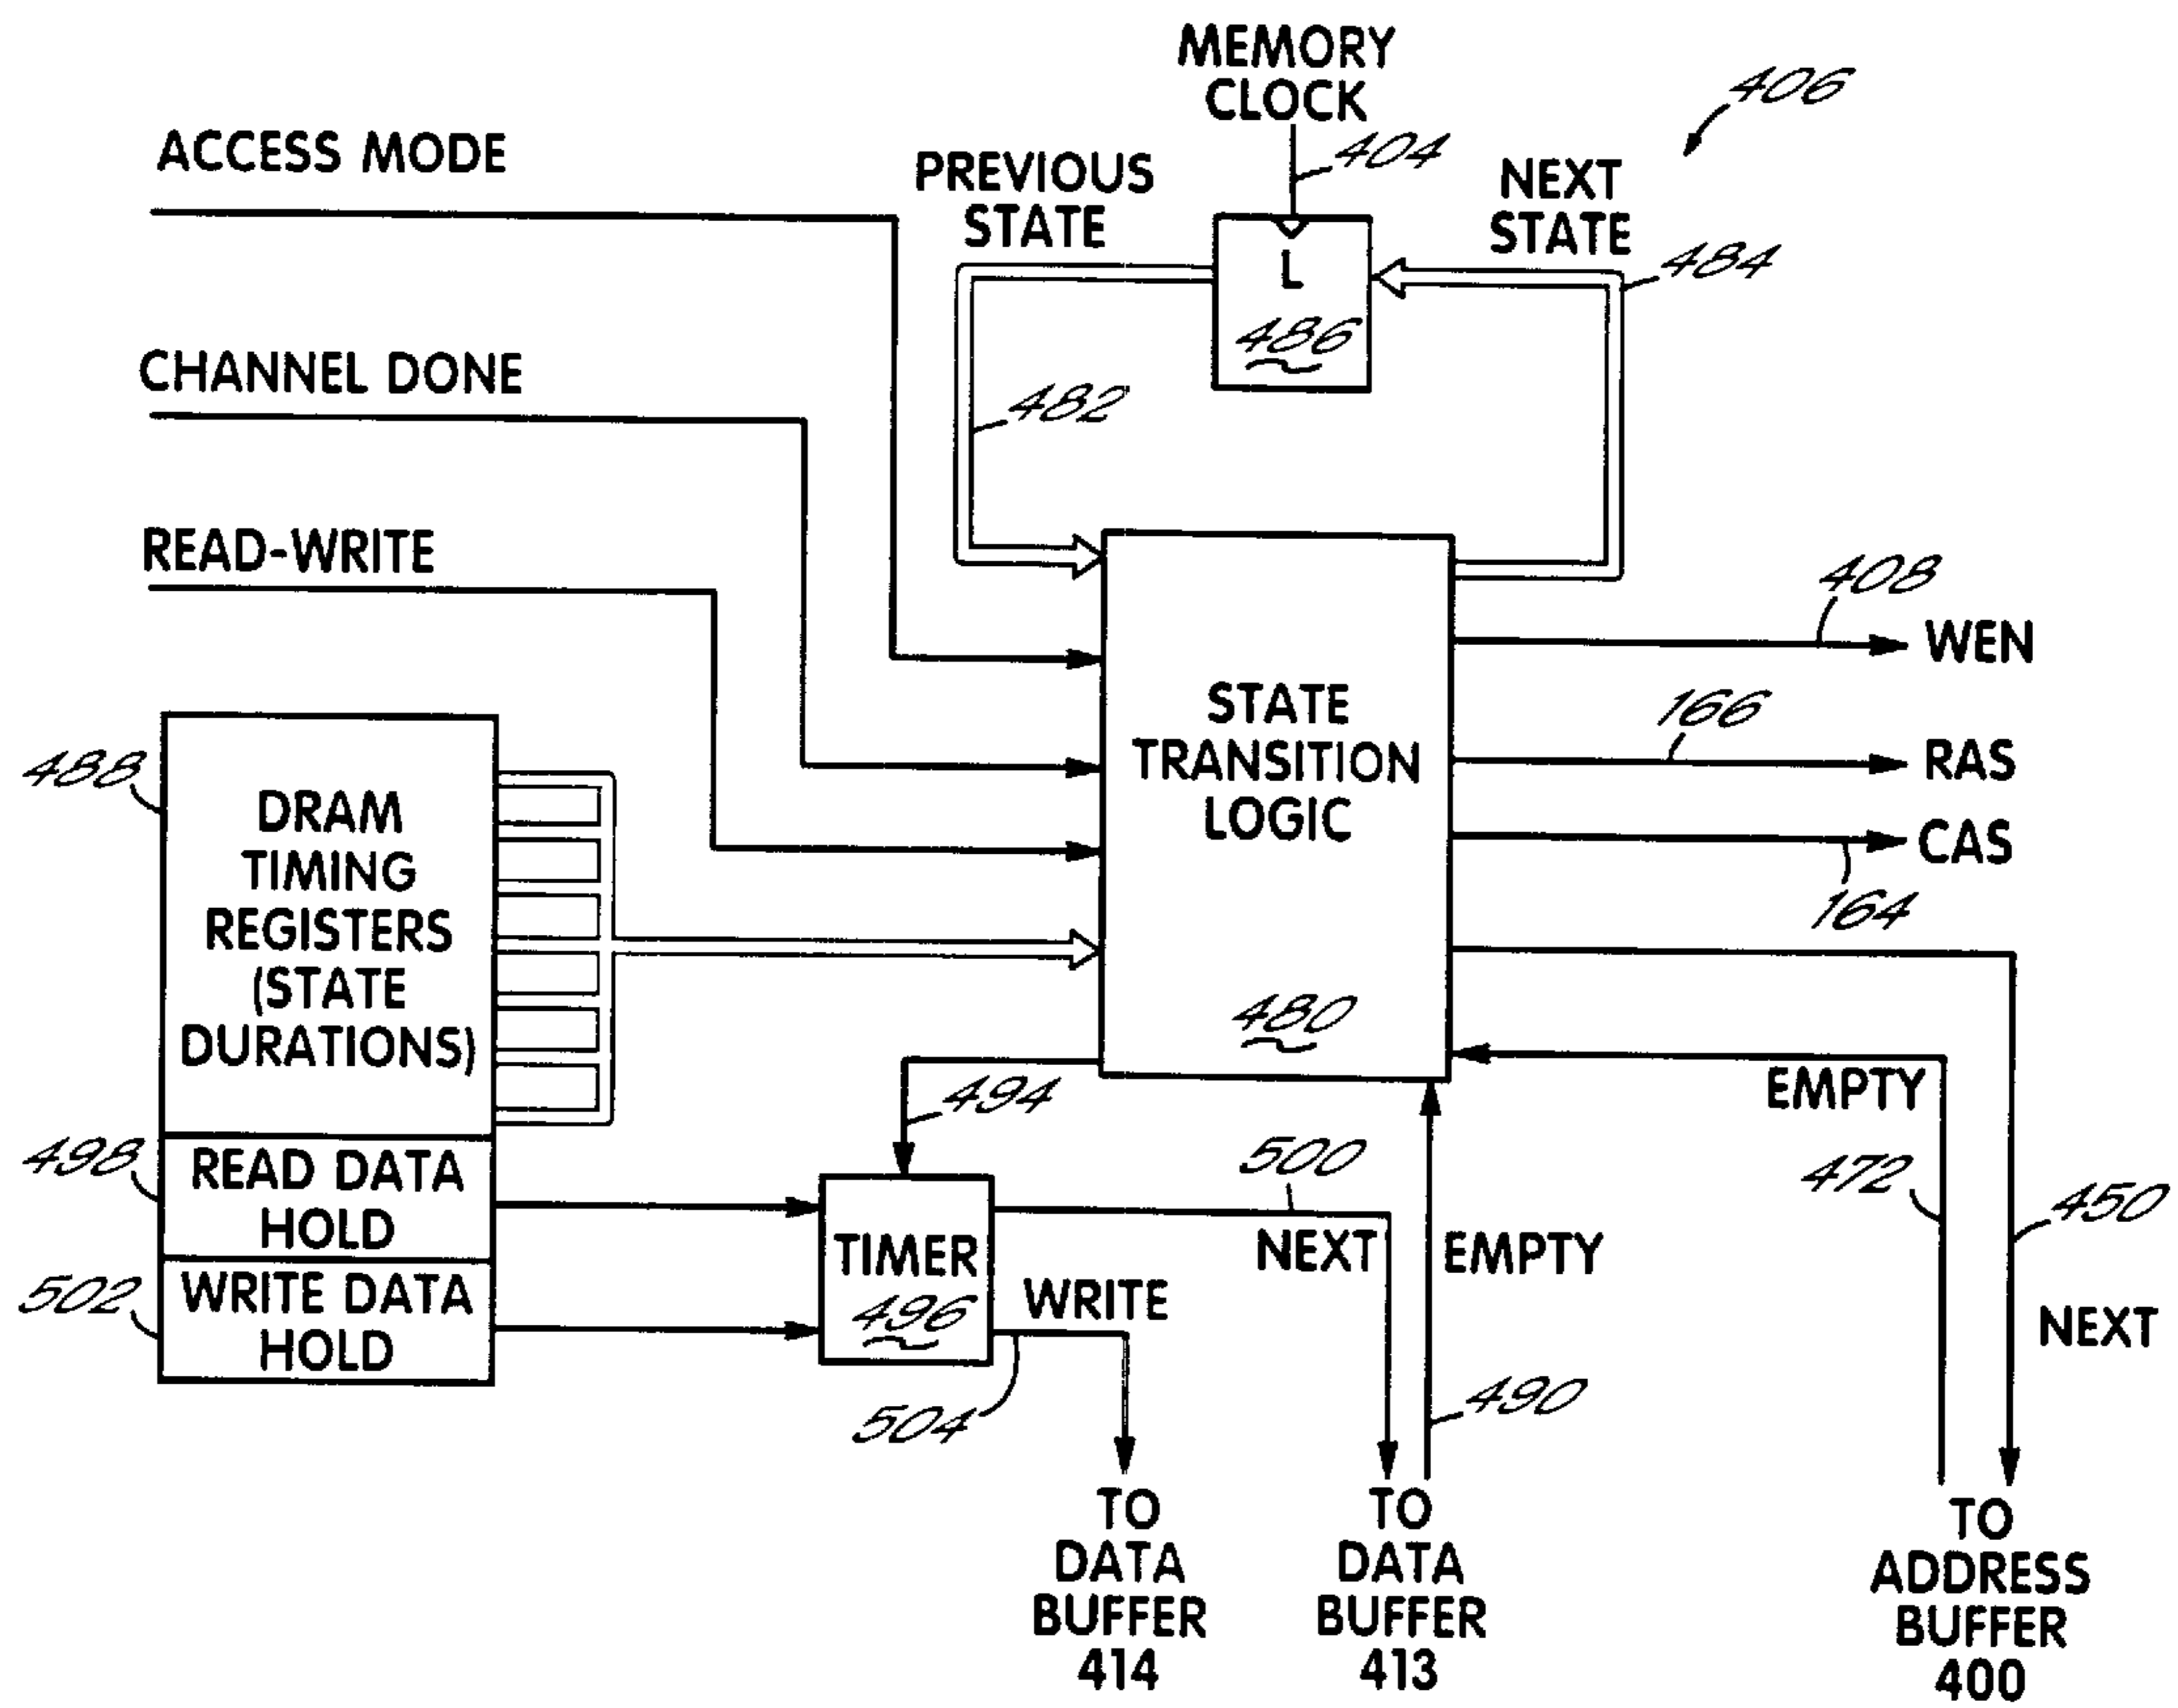 MEMORY
CLOCK
406
404
ACCESS MODE
PREVIOUS
STATE
NEXT
STATE
484
L
486
CHANNEL DONE
482
READ-WRITE
408
WEN
166
RAS
STATE
TRANSITION
LOGIC
CAS
164
480
488
DRAM
TIMING
REGISTERS
(STATE
DURATIONS)
494
EMPTY
498
READ DATA
HOLD
500
472
450
TIMER
496
NEXT
EMPTY
502
WRITE DATA
HOLD
WRITE
NEXT
504
490
TO
DATA
BUFFER
414
TO
DATA
BUFFER
413
TO
ADDRESS
BUFFER
400